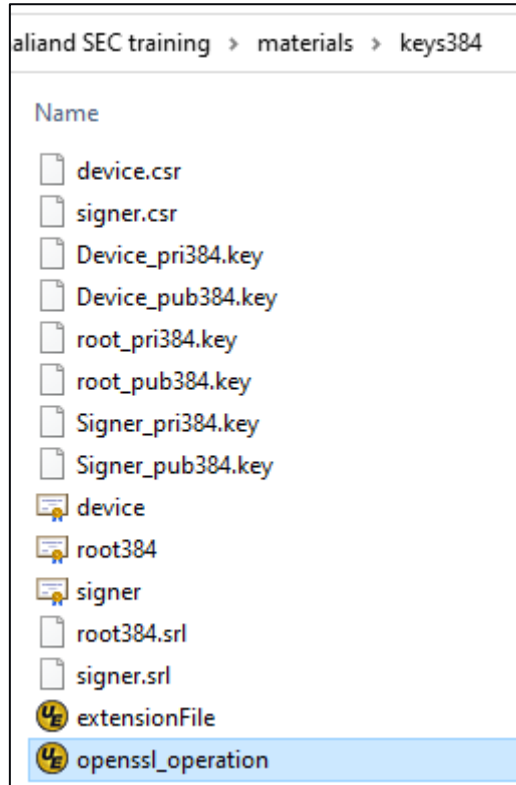 aliand SEC training > materials > keys384
Name
device.csr
signer.csr
Device_pri384.key
Device_pub384.key
root_pri384.key
root_pub384.key
Signer_pri384.key
Signer_pub384.key
device
root384
signer
root384.srl
signer.srl
extensionFile
openssl_operation